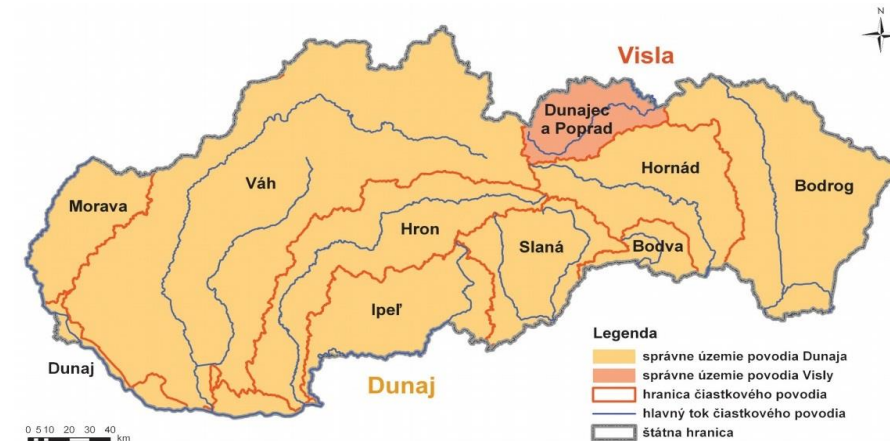 N
Visla
Dunajec
a Poprad
Hornád
Bodrog
Váh
Morava
Hron
Slaná
Bodva
Ipeľ
Dunaj
Dunaj
Legenda
správne územie povodia Dunaja
správne územie povodia Visly
hranica čiastkového povodia
hlavný tok čiastkového povodia
štátna hranica
0 5 10 20 30 40
km